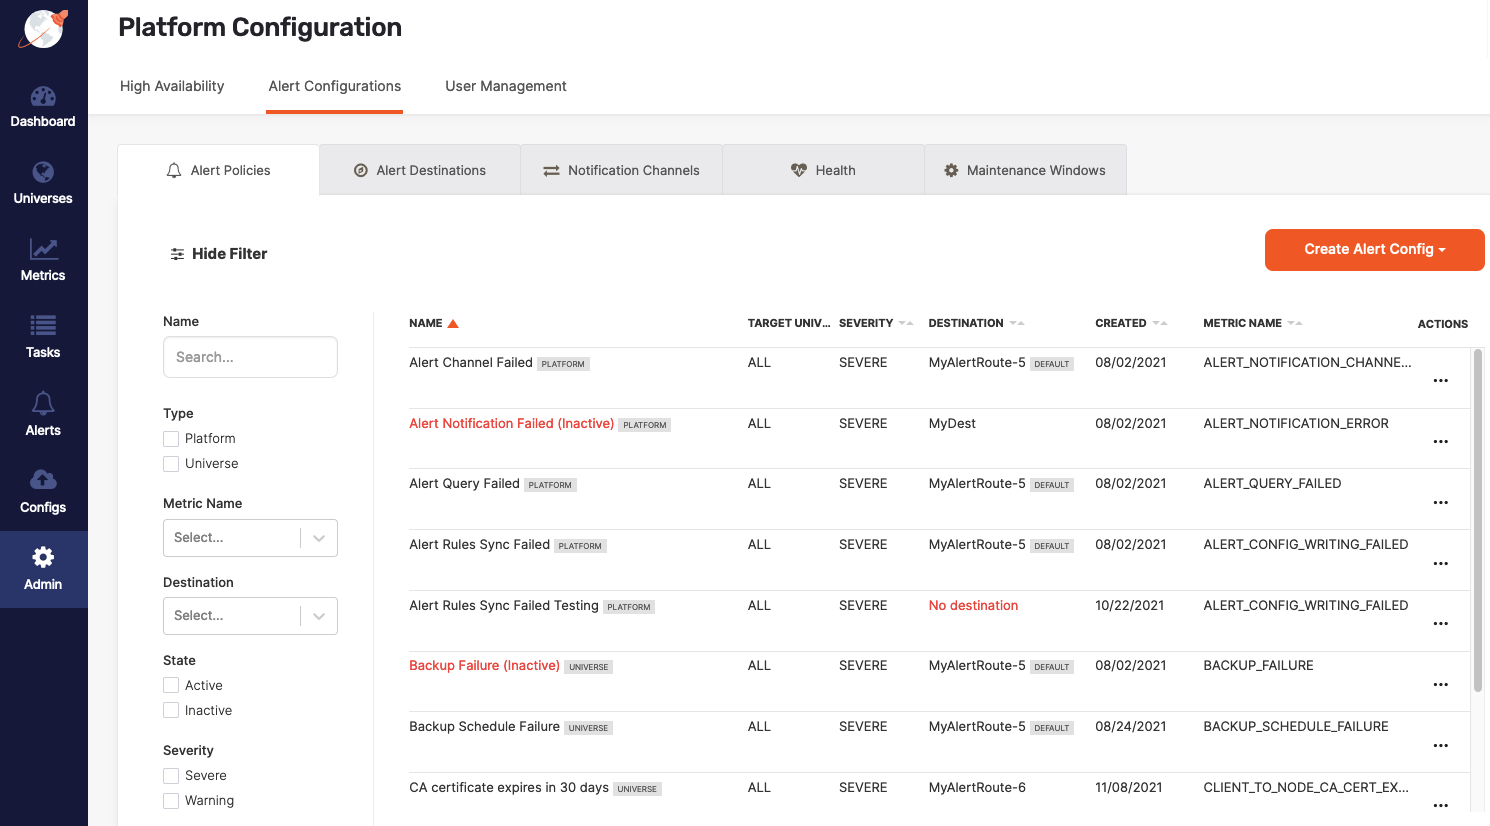 Platform Configuration
High Availability Alert Configurations User Management
Dashboard
Universes
Metrics
Tasks
Alerts
Configs
Admin
Alert Policies Alert Destinations Notification Channels Health Maintenance Windows
Hide Filter
Create Alert Config
Name
Search...
Type
Platform
Universe
Metric Name
Select...
Destination
Select...
State
Active
Inactive
Severity
Severe
Warning
NAME TARGET UNIV... SEVERITY DESTINATION CREATED METRIC NAME ACTIONS
Alert Channel Failed PLATFORM ALL SEVERE MyAlertRoute-5 DEFAULT 08/02/2021 ALERT_NOTIFICATION_CHANNE...
Alert Notification Failed (Inactive) PLATFORM ALL SEVERE MyDest 08/02/2021 ALERT_NOTIFICATION_ERROR
Alert Query Failed PLATFORM ALL SEVERE MyAlertRoute-5 DEFAULT 08/02/2021 ALERT_QUERY_FAILED
Alert Rules Sync Failed PLATFORM ALL SEVERE MyAlertRoute-5 DEFAULT 08/02/2021 ALERT_CONFIG_WRITING_FAILED
Alert Rules Sync Failed Testing PLATFORM ALL SEVERE No destination 10/22/2021 ALERT_CONFIG_WRITING_FAILED
Backup Failure (Inactive) UNIVERSE ALL SEVERE MyAlertRoute-5 DEFAULT 08/02/2021 BACKUP_FAILURE
Backup Schedule Failure UNIVERSE ALL SEVERE MyAlertRoute-5 DEFAULT 08/24/2021 BACKUP_SCHEDULE_FAILURE
CA certificate expires in 30 days UNIVERSE ALL SEVERE MyAlertRoute-6 11/08/2021 CLIENT_TO_NODE_CA_CERT_EX...